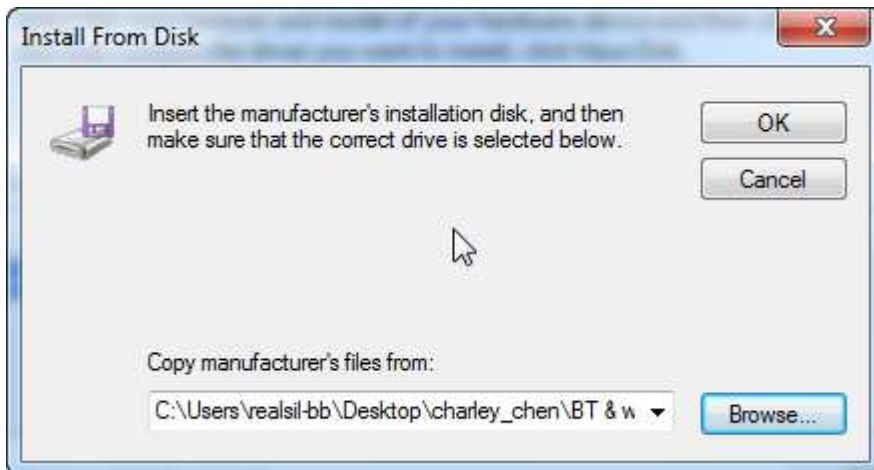 Install From Disk
Insert the manufacturer's installation disk, and then
make sure that the correct drive is selected below.
OK
Cancel
Copy manufacturer's files from:
C:\Users\realsil-bb\Desktop\charley_chen\BT & w
Browse...